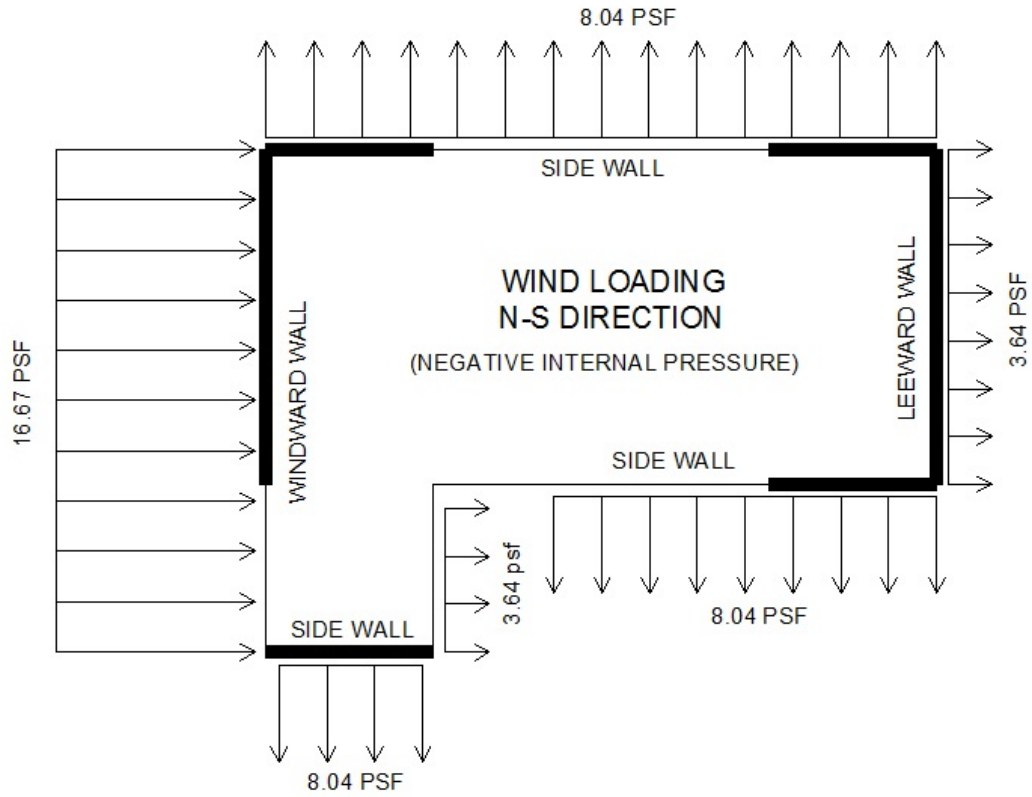 8.04 PSF
SIDE WALL
16.67 PSF
WINDWARD WALL
WIND LOADING
N-S DIRECTION
(NEGATIVE INTERNAL PRESSURE)
LEEWARD WALL
3.64 PSF
SIDE WALL
3.64 psf
8.04 PSF
SIDE WALL
8.04 PSF